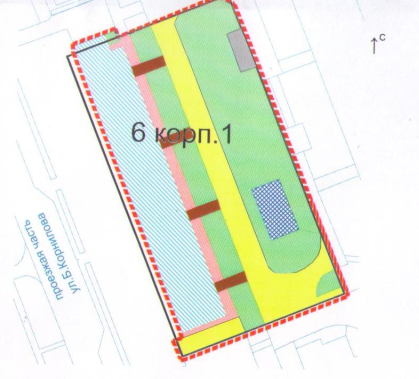 с
6 корп.1
проезжая часть
ул.Б.Корнилова